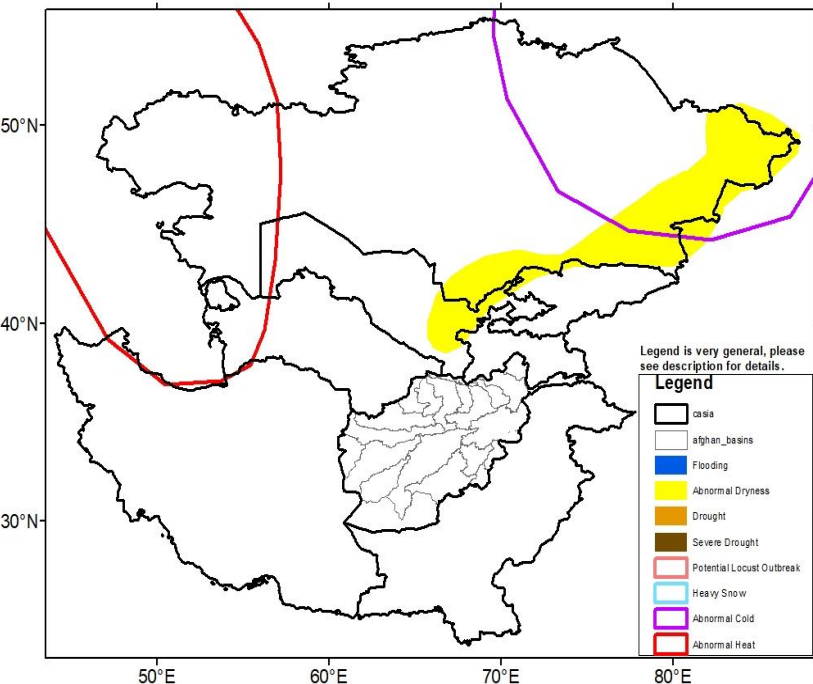 50°N
40°N
30°N
50°E
60°E
70°E
80°E
Legend is very general, please
see description for details.
Legend
casia
afghan_basins
Flooding
Abnormal Dryness
Drought
Severe Drought
Potential Locust Outbreak
Heavy Snow
Abnormal Cold
Abnormal Heat